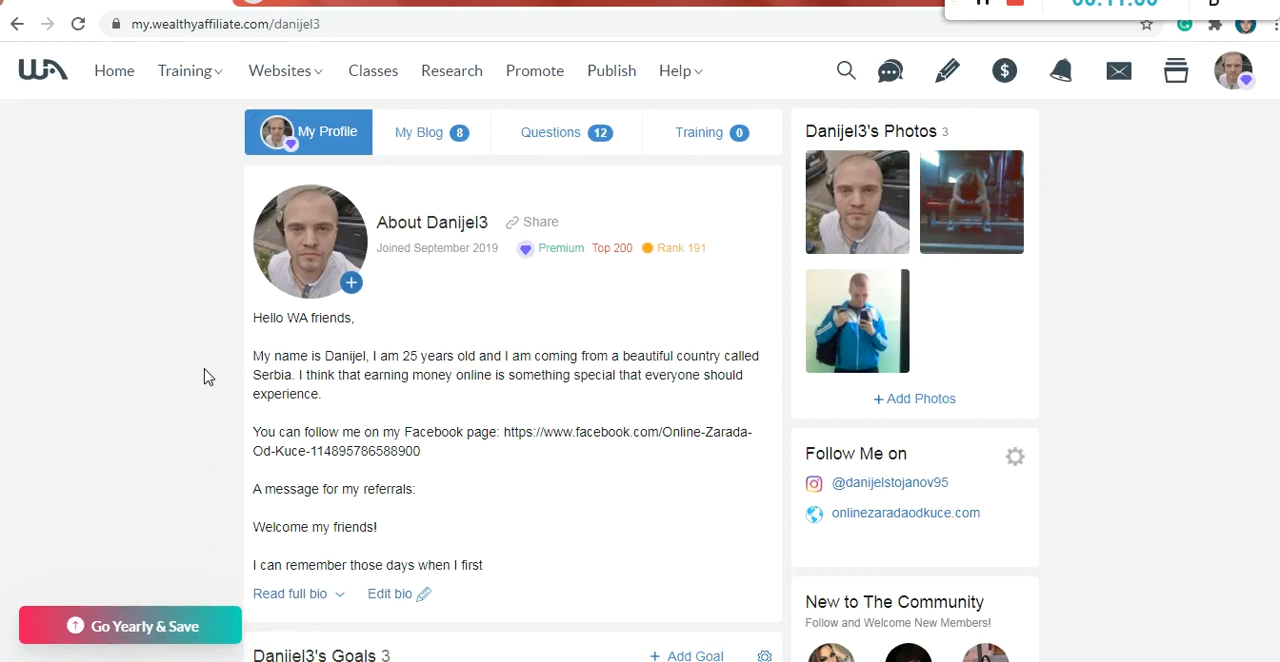 my.wealthyaffiliate.com/danijel3
00:11:00
WA Home Training Websites Classes Research Promote Publish Help
My Profile My Blog 8 Questions 12 Training 0
About Danijel3 Share
Joined September 2019 Premium Top 200 Rank 191
Hello WA friends,
My name is Danijel, I am 25 years old and I am coming from a beautiful country called
Serbia. I think that earning money online is something special that everyone should
experience.
You can follow me on my Facebook page: https://www.facebook.com/Online-Zarada-
Od-Kuce-114895786588900
A message for my referrals:
Welcome my friends!
I can remember those days when I first
Read full bio Edit bio
Go Yearly & Save
Danijel3's Goals 3 + Add Goal
Danijel3's Photos 3
+ Add Photos
Follow Me on
@danijelstojanov95
onlinezaradaodkuce.com
New to The Community
Follow and Welcome New Members!